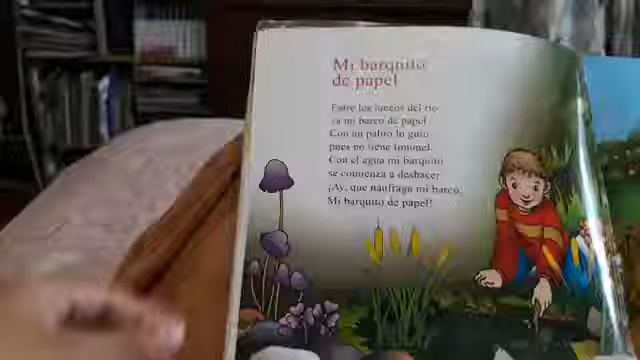 Mi barquito
de papel
Entre los juncos del río
va mi barco de papel.
Con un palito lo guío
pues no tiene timonel.
Con el agua mi barquito
se comienza a deshacer
¡Ay, que naufraga mi barco,
Mi barquito de papel!